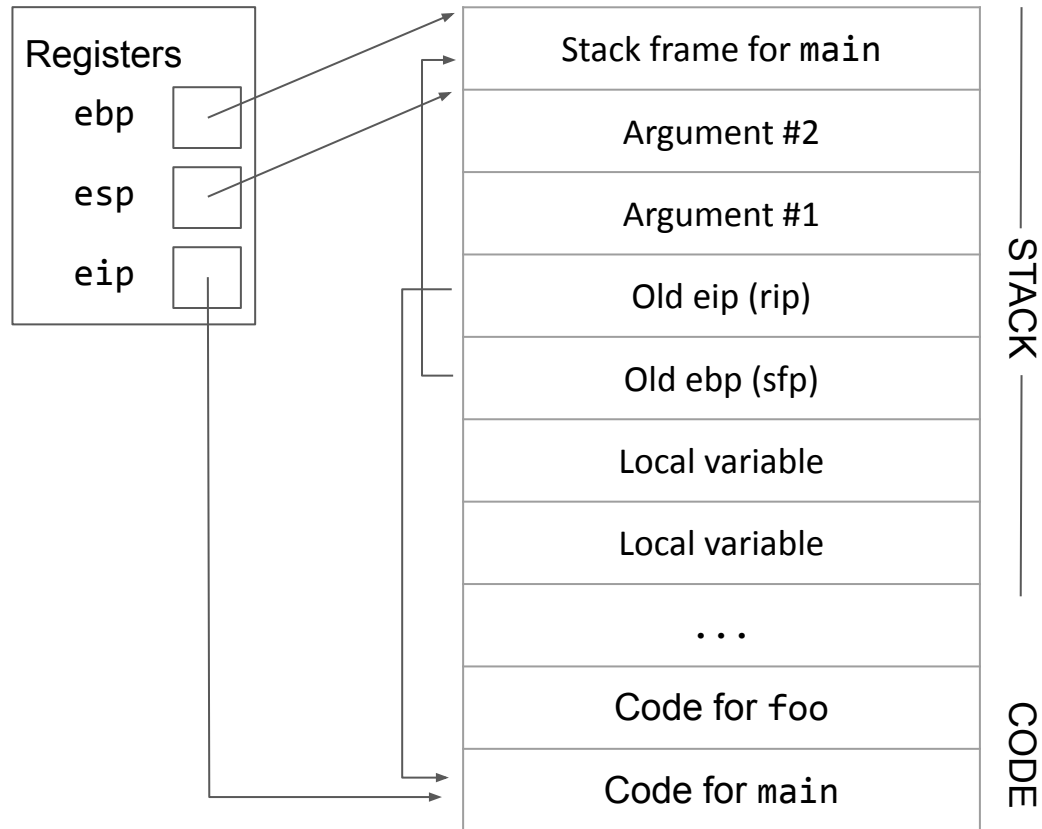 Registers
ebp
esp
eip
Stack frame for main
Argument #2
Argument #1
Old eip (rip)
Old ebp (sfp)
Local variable
Local variable
...
Code for foo
Code for main
STACK
CODE